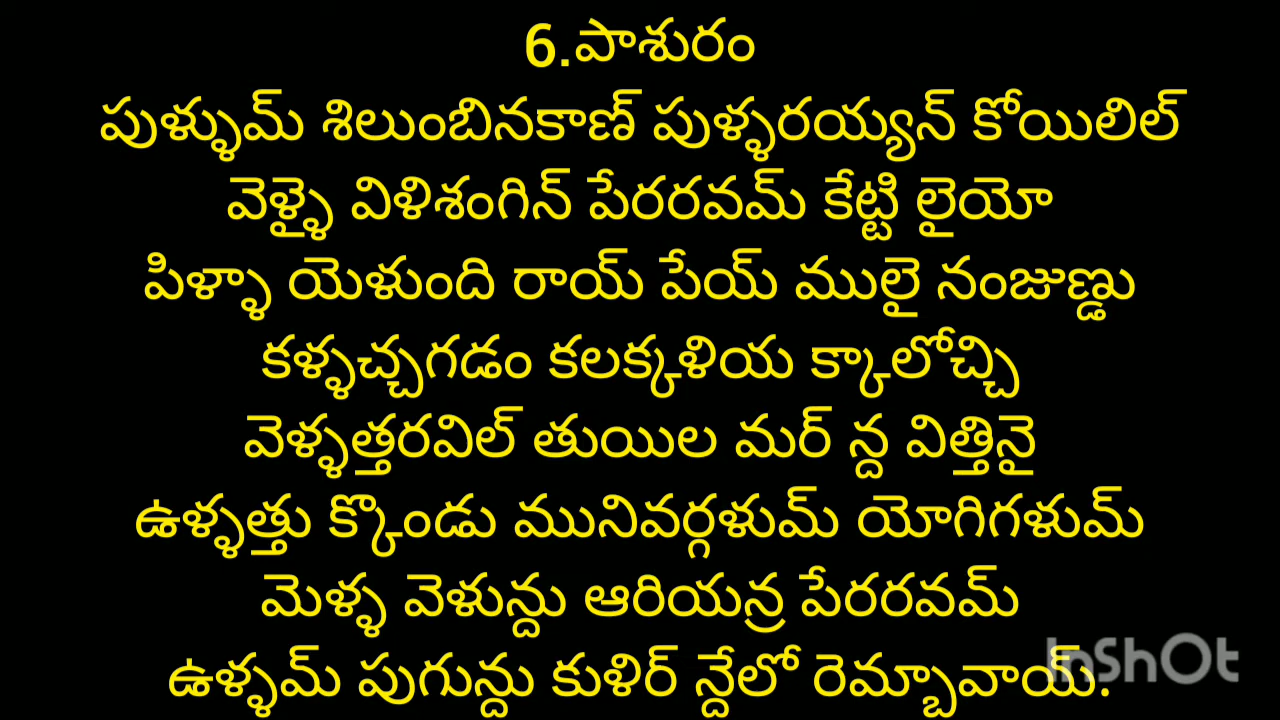 6.పాశురం
పుళ్ళుమ్ శిలుంబినకాణ్ పుళ్ళరయ్యన్ కోయిలిల్
వెళ్ళై విళిశంగిన్ పేరరవమ్ కేట్టి లైయో
పిళ్ళా యెళుంది రాయ్ పేయ్ ములై నంజుణ్డు
కళ్ళచ్చగడం కలక్కళియ క్కాలోచ్చి
వెళ్ళత్తరవిల్ తుయిల మర్ న్ద విత్తినై
ఉళ్ళత్తు క్కొండు మునివర్గళుమ్ యోగిగళుమ్
మెళ్ళ వెళున్దు ఆరియన్ర పేరరవమ్
ఉళ్ళమ్ పుగున్దు కుళిర్ న్దేలో రెమ్బావాయ్.
InShOt